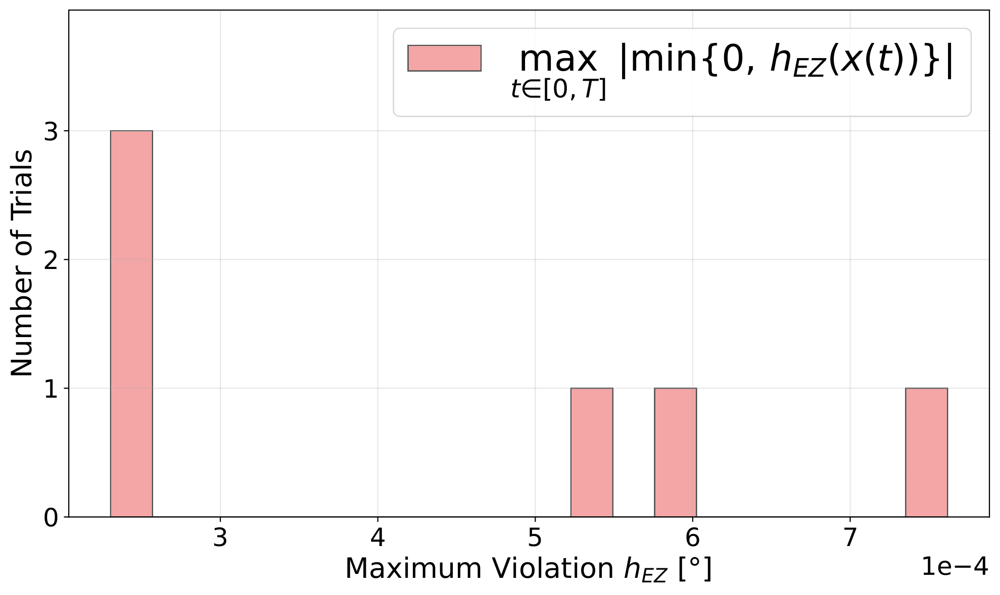 max |min{0, h_EZ(x(t))}|
t∈[0, T]
3
2
1
0
Number of Trials
3 4 5 6 7
1e−4
Maximum Violation h_EZ [°]